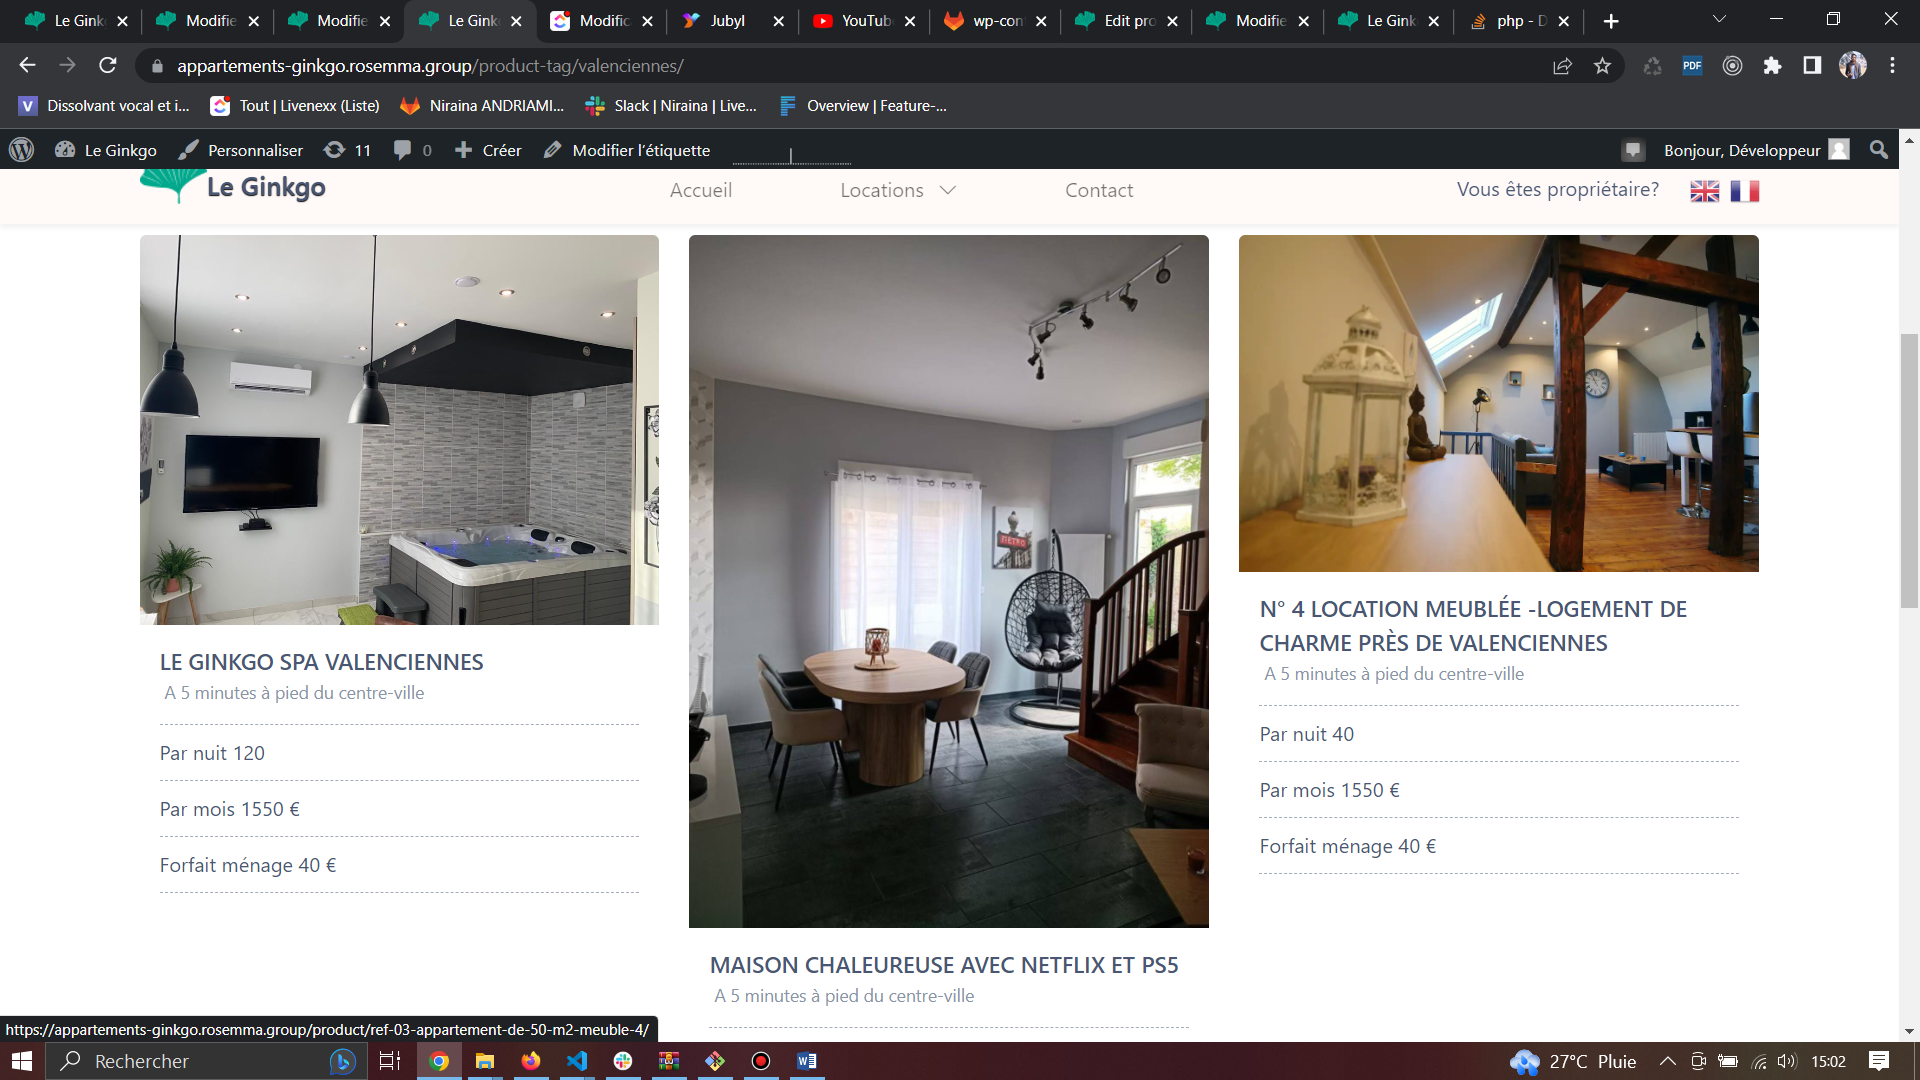 Le Gink
Modifie
Modifie
Le Gink
Modific
Jubyl
YouTub
wp-con
Edit pro
Modifie
Le Gink
php - D
appartements-ginkgo.rosemma.group/product-tag/valenciennes/
PDF
Dissolvant vocal et i...
Tout | Livenexx (Liste)
Niraina ANDRIAMI...
Slack | Niraina | Live...
Overview | Feature-...
Le Ginkgo
Personnaliser
11
0
Créer
Modifier l’étiquette
Bonjour, Développeur
Le Ginkgo
Accueil
Locations
Contact
Vous êtes propriétaire?
METRO
LE GINKGO SPA VALENCIENNES
A 5 minutes à pied du centre-ville
Par nuit 120
Par mois 1550 €
Forfait ménage 40 €
MAISON CHALEUREUSE AVEC NETFLIX ET PS5
A 5 minutes à pied du centre-ville
N° 4 LOCATION MEUBLÉE -LOGEMENT DE
CHARME PRÈS DE VALENCIENNES
A 5 minutes à pied du centre-ville
Par nuit 40
Par mois 1550 €
Forfait ménage 40 €
https://appartements-ginkgo.rosemma.group/product/ref-03-appartement-de-50-m2-meuble-4/
Rechercher
27°C Pluie
15:02